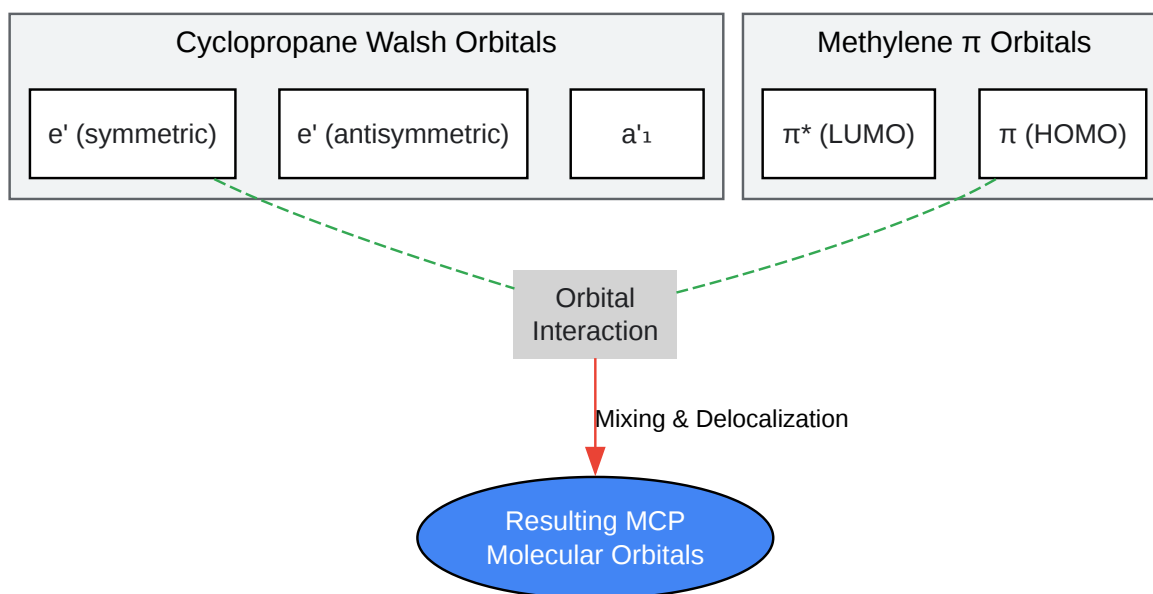 Cyclopropane Walsh Orbitals
Methylene π Orbitals
e' (symmetric)
e' (antisymmetric)
a'₁
π* (LUMO)
π (HOMO)
Orbital
Interaction
Mixing & Delocalization
Resulting MCP
Molecular Orbitals